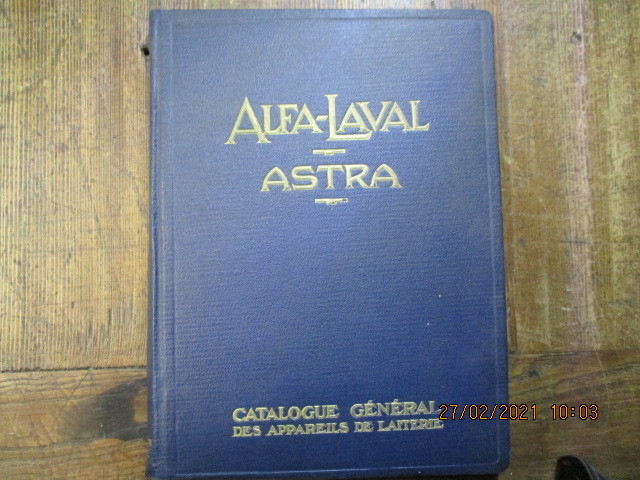 ALFA-LAVAL
ASTRA
CATALOGUE GÉNÉRAL
DES APPAREILS DE LAITERIE
27/02/2021 10:03